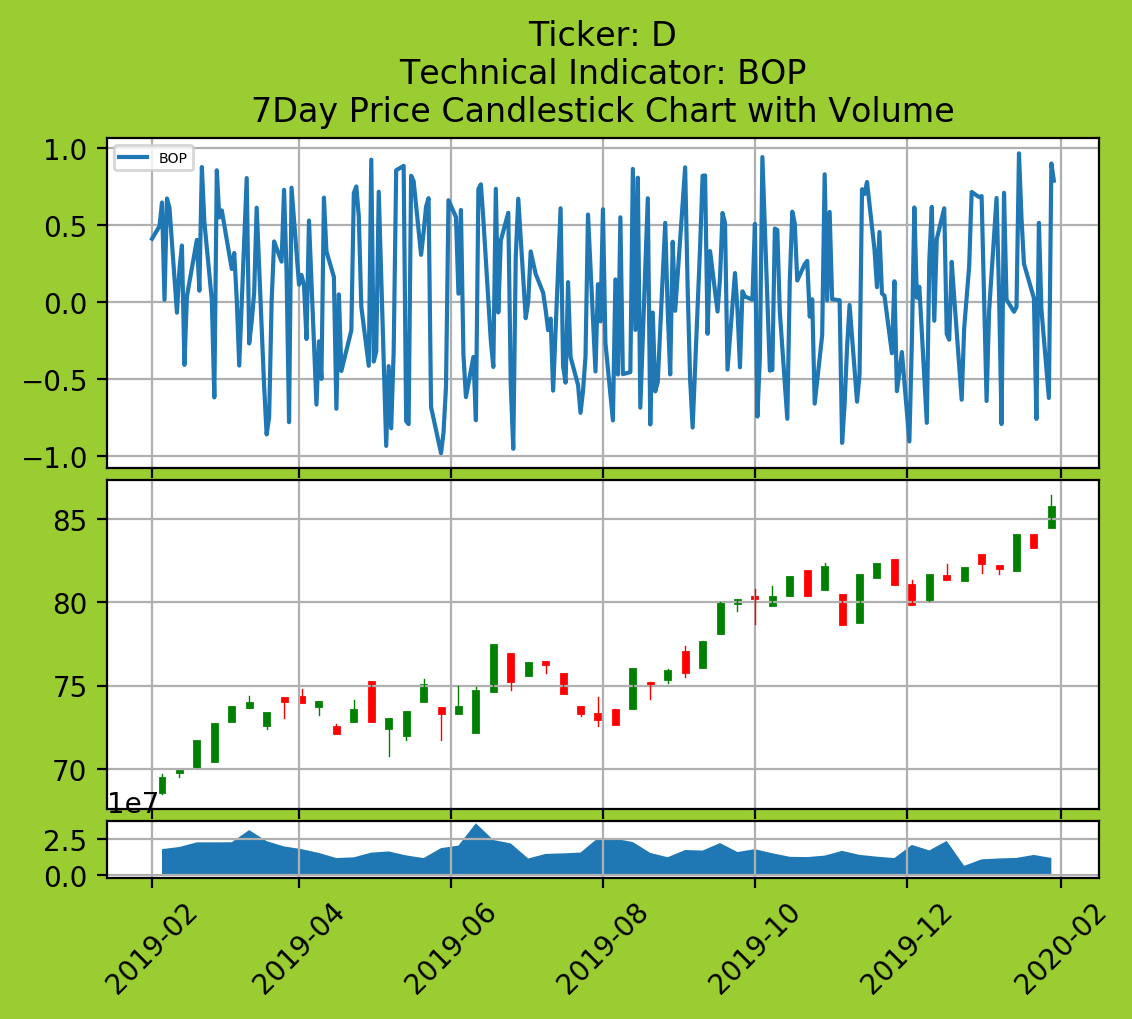 Ticker: D
Technical Indicator: BOP
7Day Price Candlestick Chart with Volume
1.0
BOP
0.5
0.0
−0.5
−1.0
85
80
75
70
1e7
2.5
0.0
2019-02 2019-04 2019-06 2019-08 2019-10 2019-12 2020-02